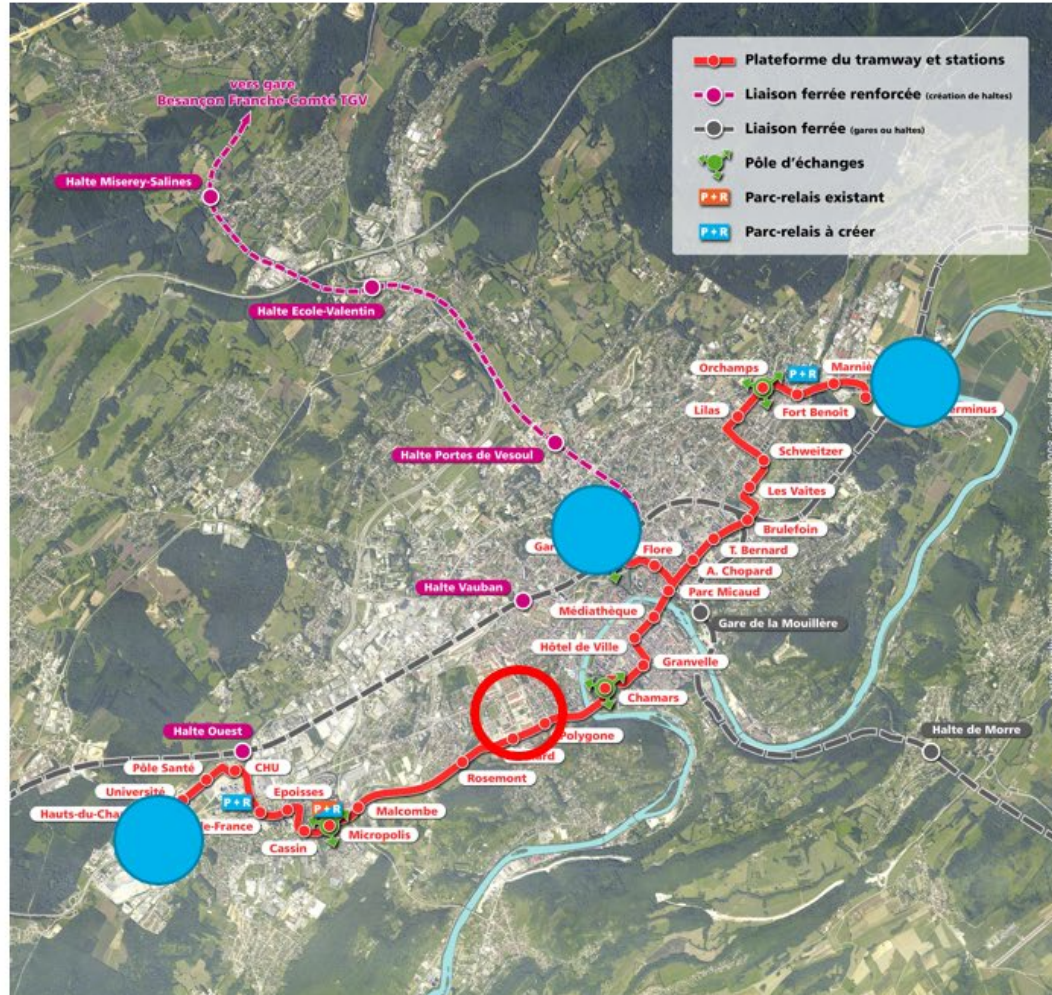 Plateforme du tramway et stations
Liaison ferrée renforcée (création de haltes)
Liaison ferrée (gares ou haltes)
Pôle d'échanges
P + R Parc-relais existant
P + R Parc-relais à créer
vers gare
Besançon Franche-Comté TGV
Halte Miserey-Salines
Halte Ecole-Valentin
Orchamps
P + R
Fort Benoit
Lilas
Schweitzer
Halte Portes de Vesoul
Les Vaîtes
Brulefoin
Flore
T. Bernard
A. Chopard
Halte Vauban
Parc Micaud
Médiathèque
Gare de la Mouillère
Hôtel de Ville
Granvelle
Chamars
Halte Ouest
Polygone
Halte de Morre
Pôle Santé
CHU
Rosemont
Université
Epoisses
P + R
P + R
Malcombe
Micropolis
Cassin